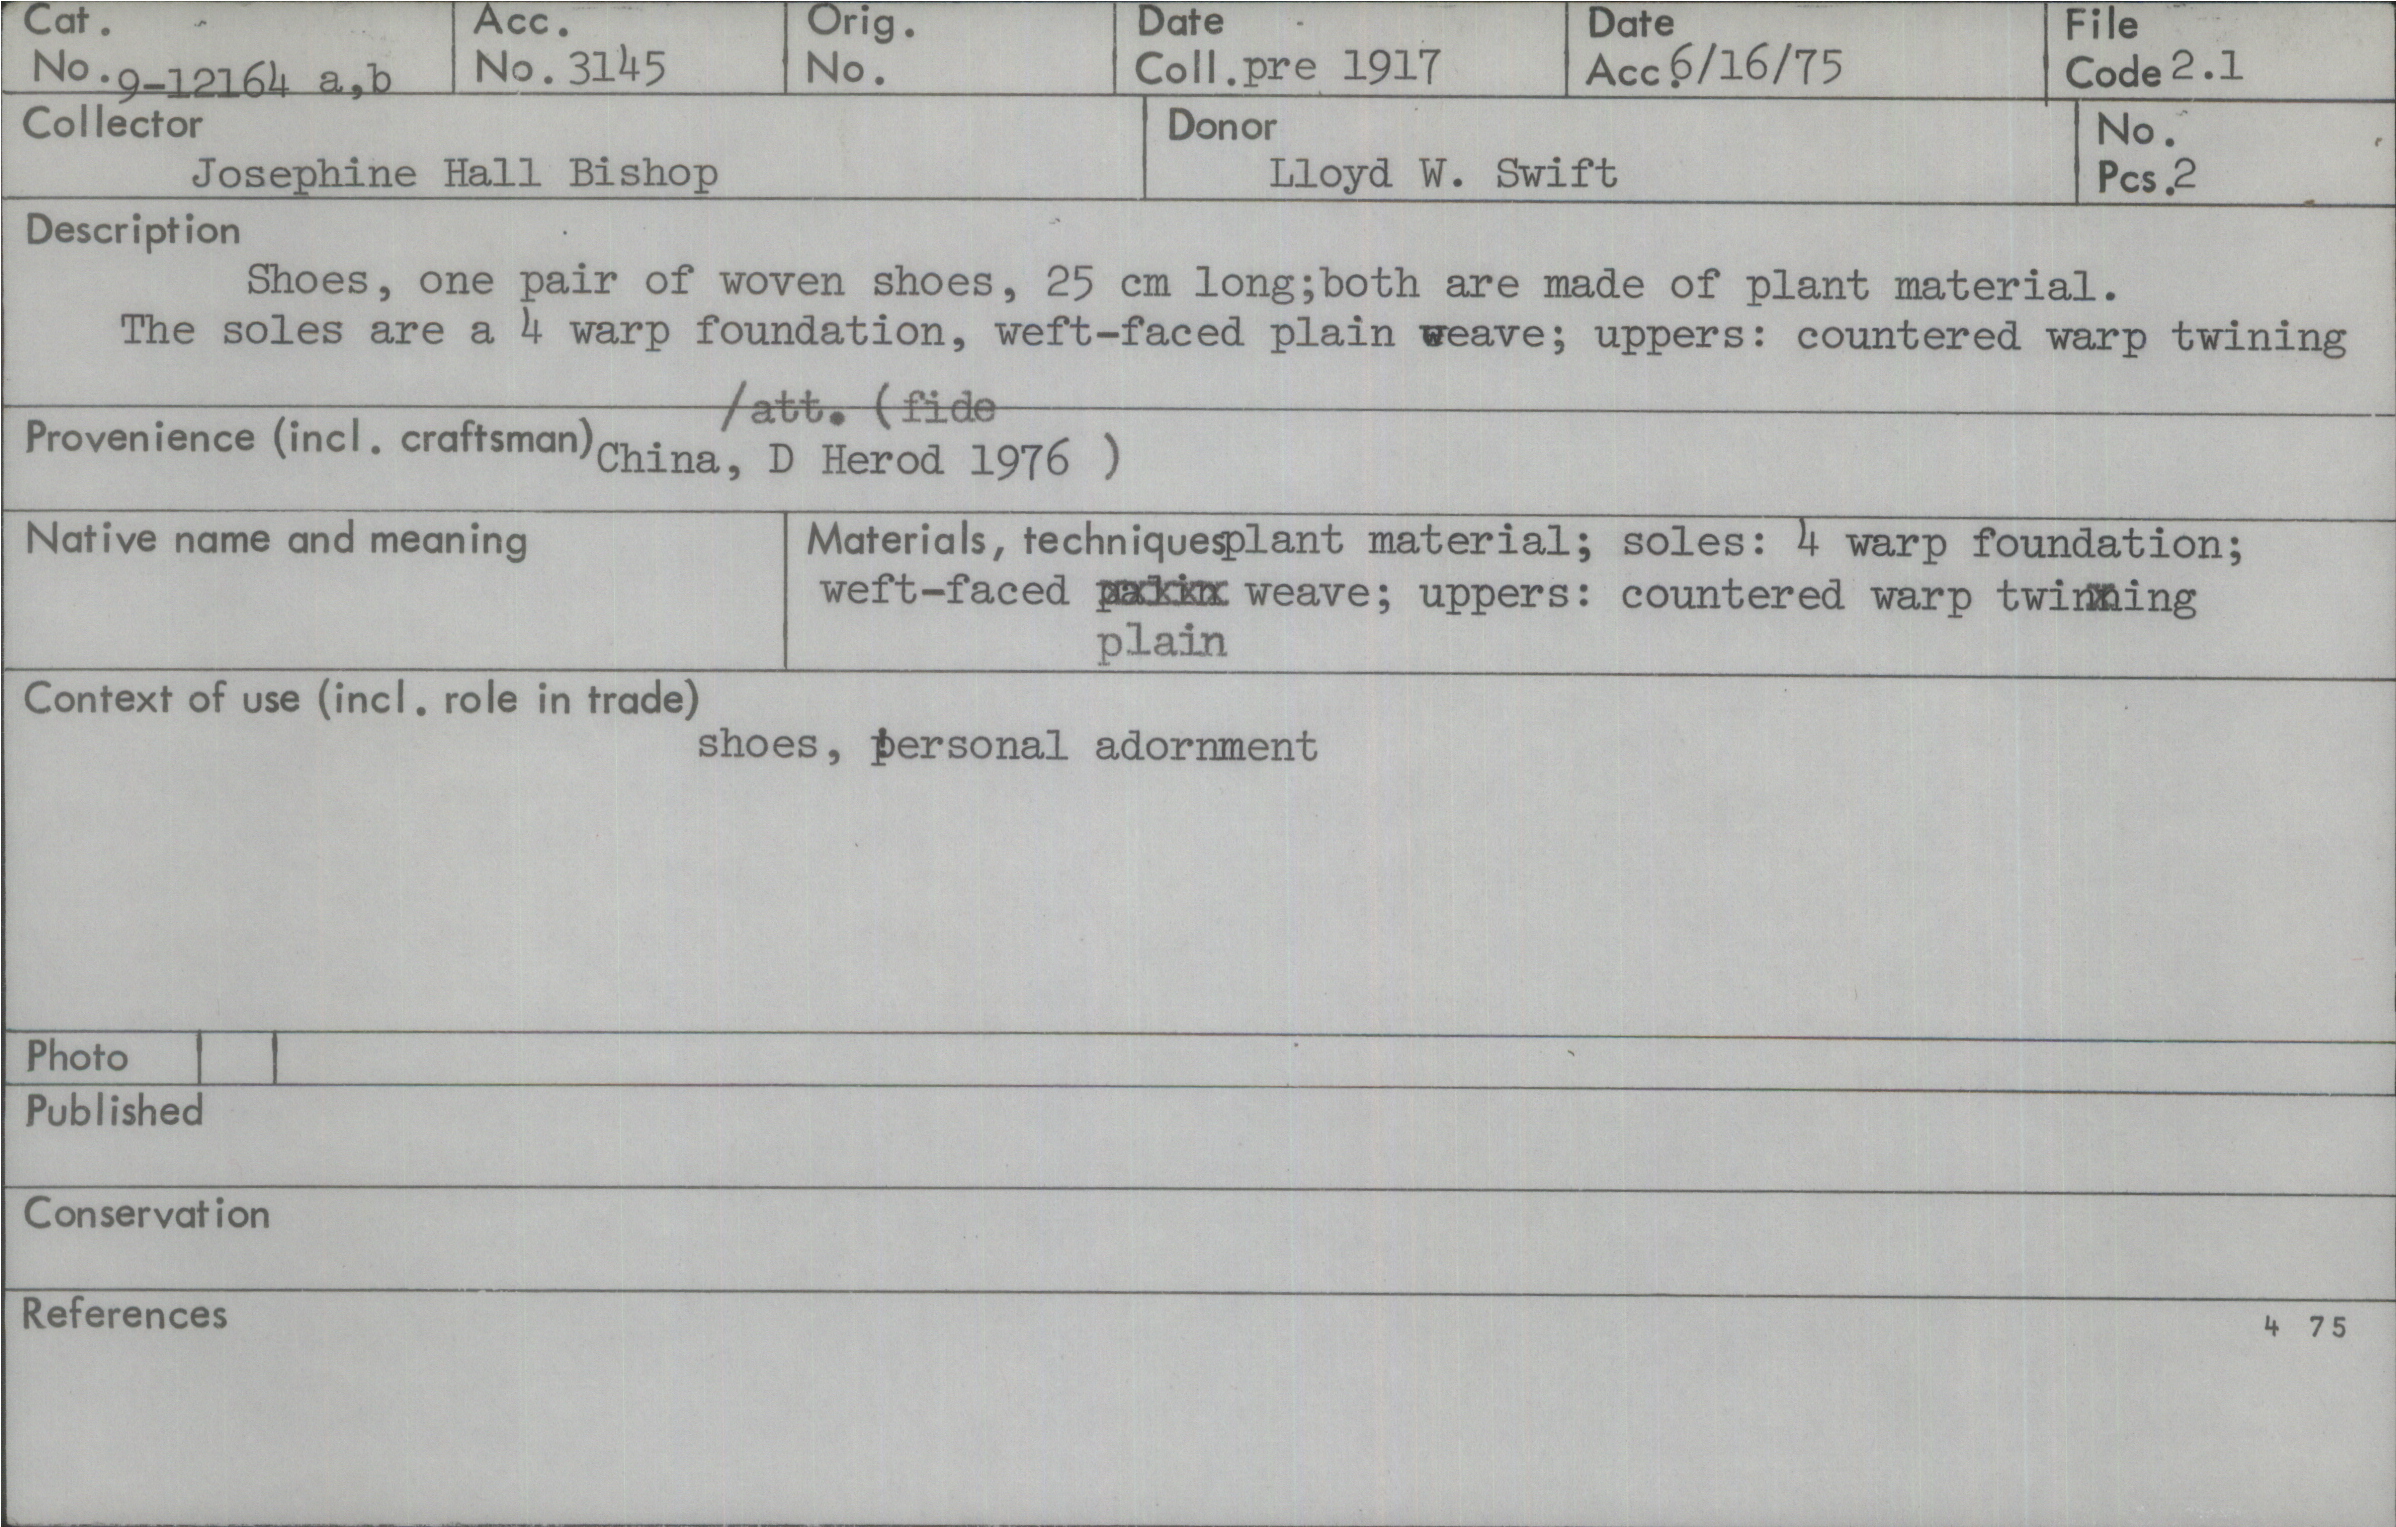 Cat. No. 9-12164 a,b
Acc. No. 3145
Orig. No.
Date Coll. pre 1917
Date Acc. 6/16/75
File Code 2.1
Collector
Josephine Hall Bishop
Donor
Lloyd W. Swift
No. Pcs. 2
Description
Shoes, one pair of woven shoes, 25 cm long;both are made of plant material.
The soles are a 4 warp foundation, weft-faced plain weave; uppers: countered warp twining
/att. (fide
Provenience (incl. craftsman) China, D Herod 1976 )
Native name and meaning
Materials, techniques plant material; soles: 4 warp foundation;
weft-faced weave; uppers: countered warp twining
plain
Context of use (incl. role in trade)
shoes, personal adornment
Photo
Published
Conservation
References
4 75